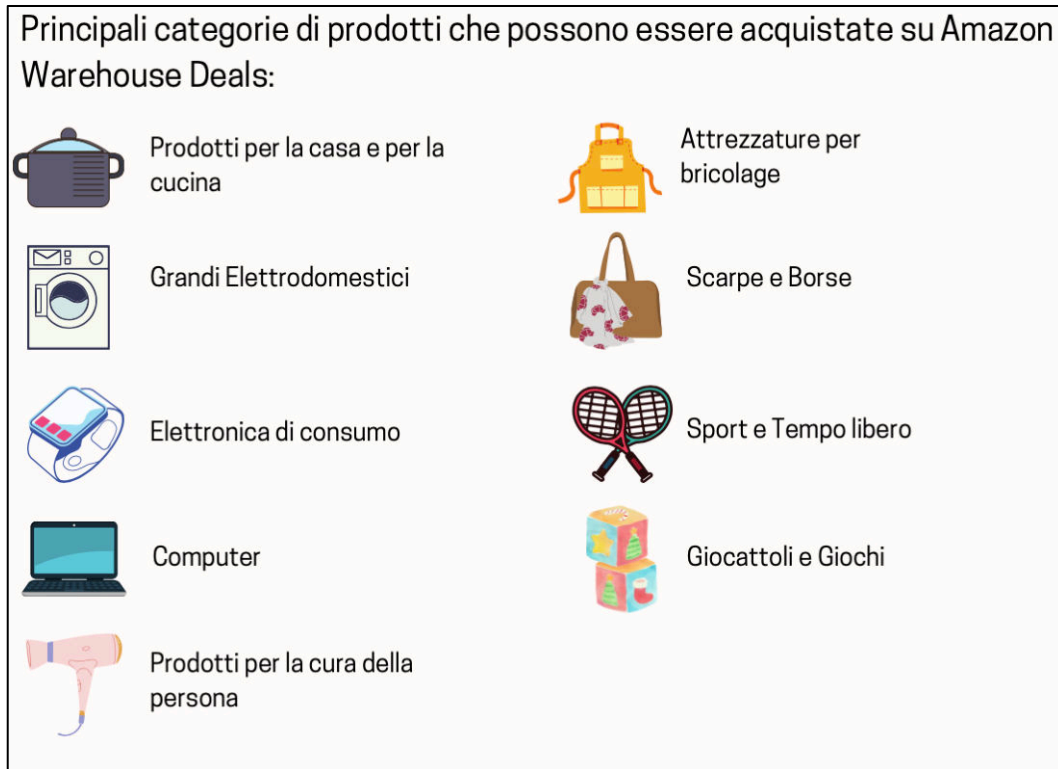 Principali categorie di prodotti che possono essere acquistate su Amazon
Warehouse Deals:
Prodotti per la casa e per la
cucina
Grandi Elettrodomestici
Elettronica di consumo
Computer
Prodotti per la cura della
persona
Attrezzature per
bricolage
Scarpe e Borse
Sport e Tempo libero
Giocattoli e Giochi